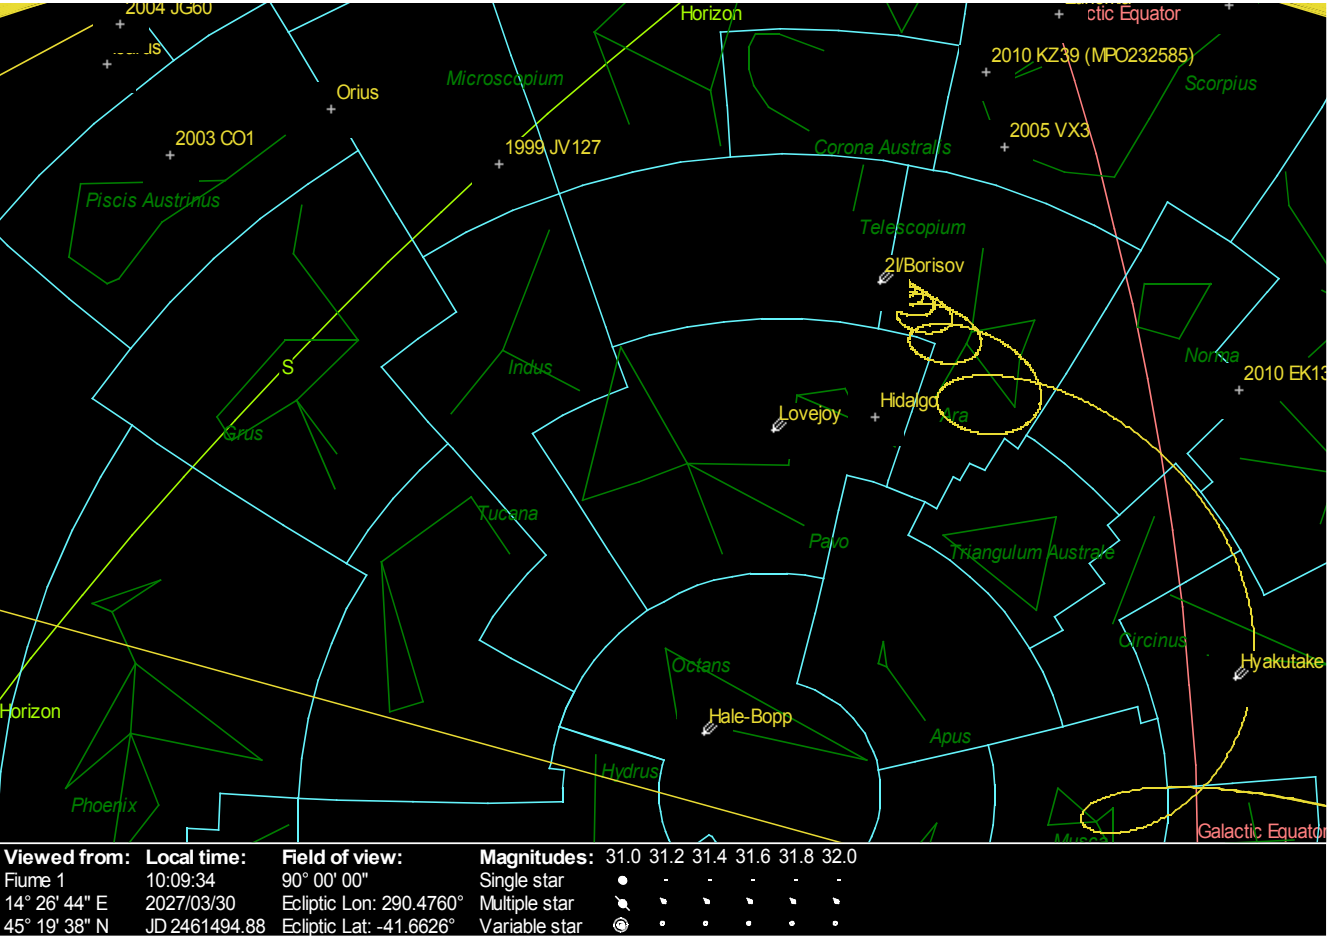 2004 JG60
Horizon
ctic Equator
Orius
Microscopium
2010 KZ39 (MPO232585)
Scorpius
2003 CO1
1999 JV127
Corona Australis
2005 VX3
Piscis Austrinus
Telescopium
2I/Borisov
S
Indus
Norma
2010 EK13
Grus
Lovejoy
Hidalgo
Ara
Tucana
Pavo
Triangulum Australe
Circinus
Octans
Hyakutake
Horizon
Hale-Bopp
Apus
Hydrus
Phoenix
Musca
Galactic Equator
Viewed from: Local time: Field of view: Magnitudes: 31.0 31.2 31.4 31.6 31.8 32.0
Fiume 1 10:09:34 90° 00' 00" Single star
14° 26' 44" E 2027/03/30 Ecliptic Lon: 290.4760° Multiple star
45° 19' 38" N JD 2461494.88 Ecliptic Lat: -41.6626° Variable star